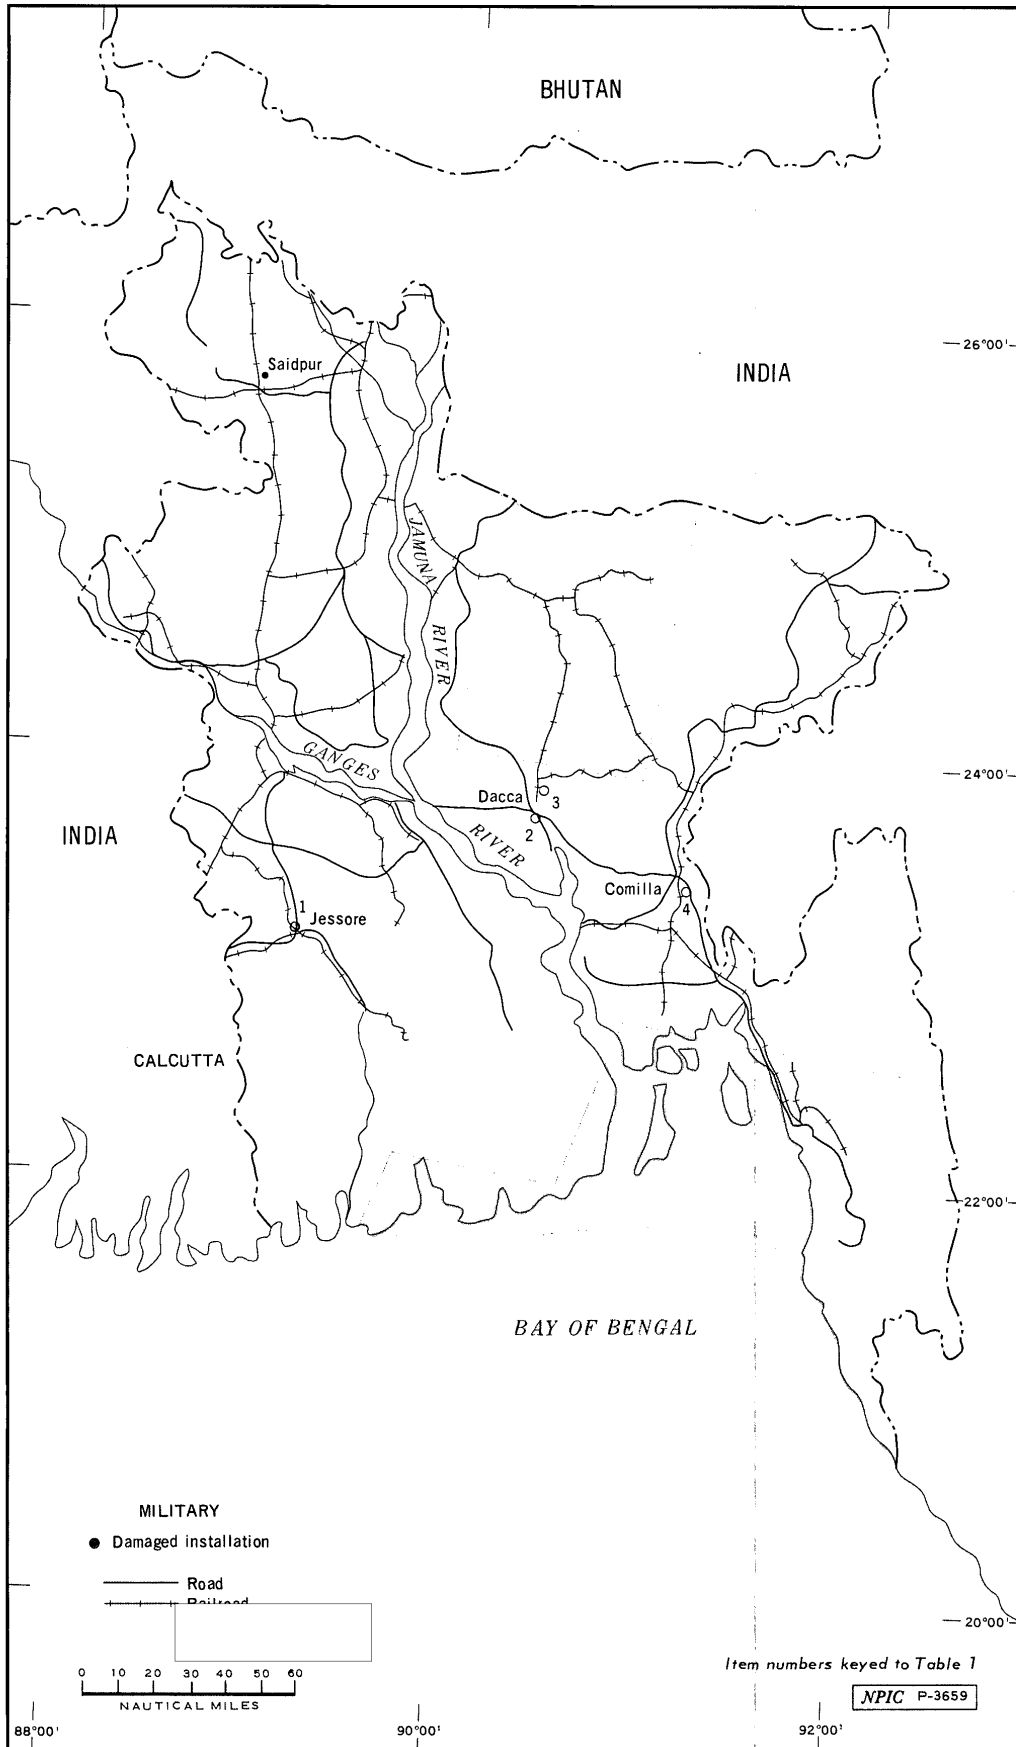 BHUTAN
26°00'
Saidpur
INDIA
JAMUNA
RIVER
GANGES
24°00'
Dacca
3
2
RIVER
INDIA
Comilla
4
1
Jessore
CALCUTTA
22°00'
BAY OF BENGAL
MILITARY
Damaged installation
Road
Railroad
20°00'
Item numbers keyed to Table 1
0 10 20 30 40 50 60
NAUTICAL MILES
NPIC P-3659
88°00' 90°00' 92°00'